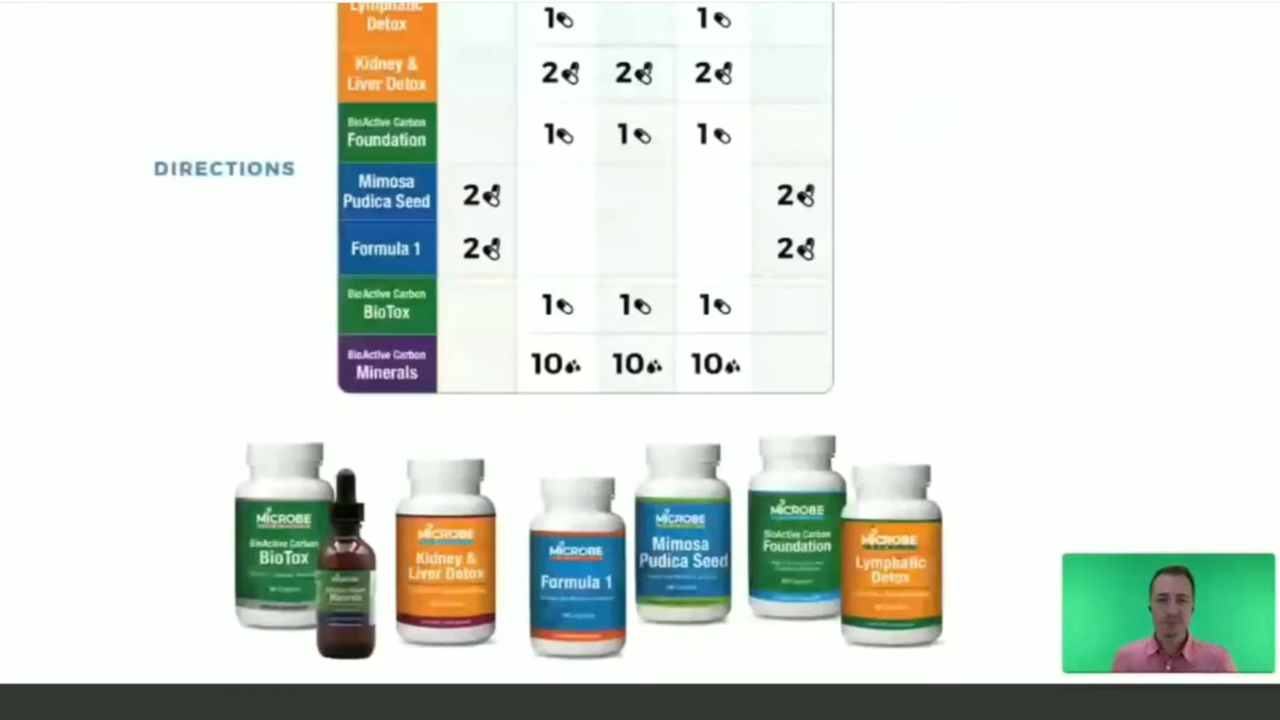 Lymphatic
Detox
1
1
Kidney &
Liver Detox
2
2
2
BioActive Carbon
Foundation
1
1
1
DIRECTIONS
Mimosa
Pudica Seed
2
2
Formula 1
2
2
BioActive Carbon
BioTox
1
1
1
BioActive Carbon
Minerals
10
10
10
MICROBE
BioActive Carbon
BioTox
Minerals
MICROBE
Kidney &
Liver Detox
MICROBE
Formula 1
MICROBE
Mimosa
Pudica Seed
MICROBE
BioActive Carbon
Foundation
MICROBE
Lymphatic
Detox